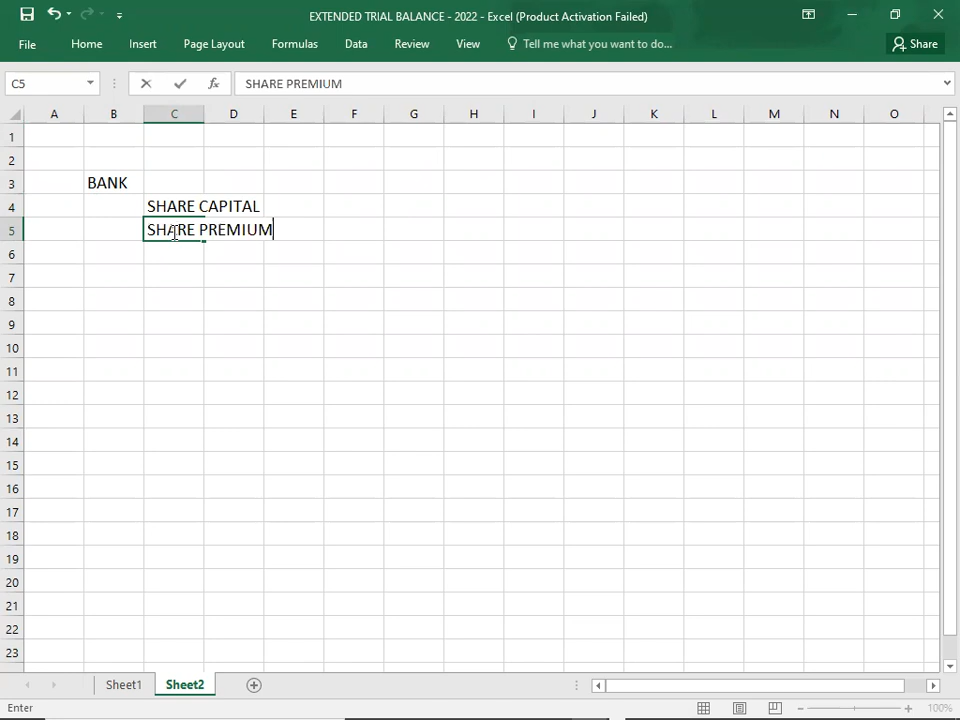 EXTENDED TRIAL BALANCE - 2022 - Excel (Product Activation Failed)
File Home Insert Page Layout Formulas Data Review View Tell me what you want to do... Share
C5 fx SHARE PREMIUM
A B C D E F G H I J K L M N O
1
2
3 BANK
4 SHARE CAPITAL
5 SHARE PREMIUM
6
7
8
9
10
11
12
13
14
15
16
17
18
19
20
21
22
23
Sheet1 Sheet2
Enter 100%